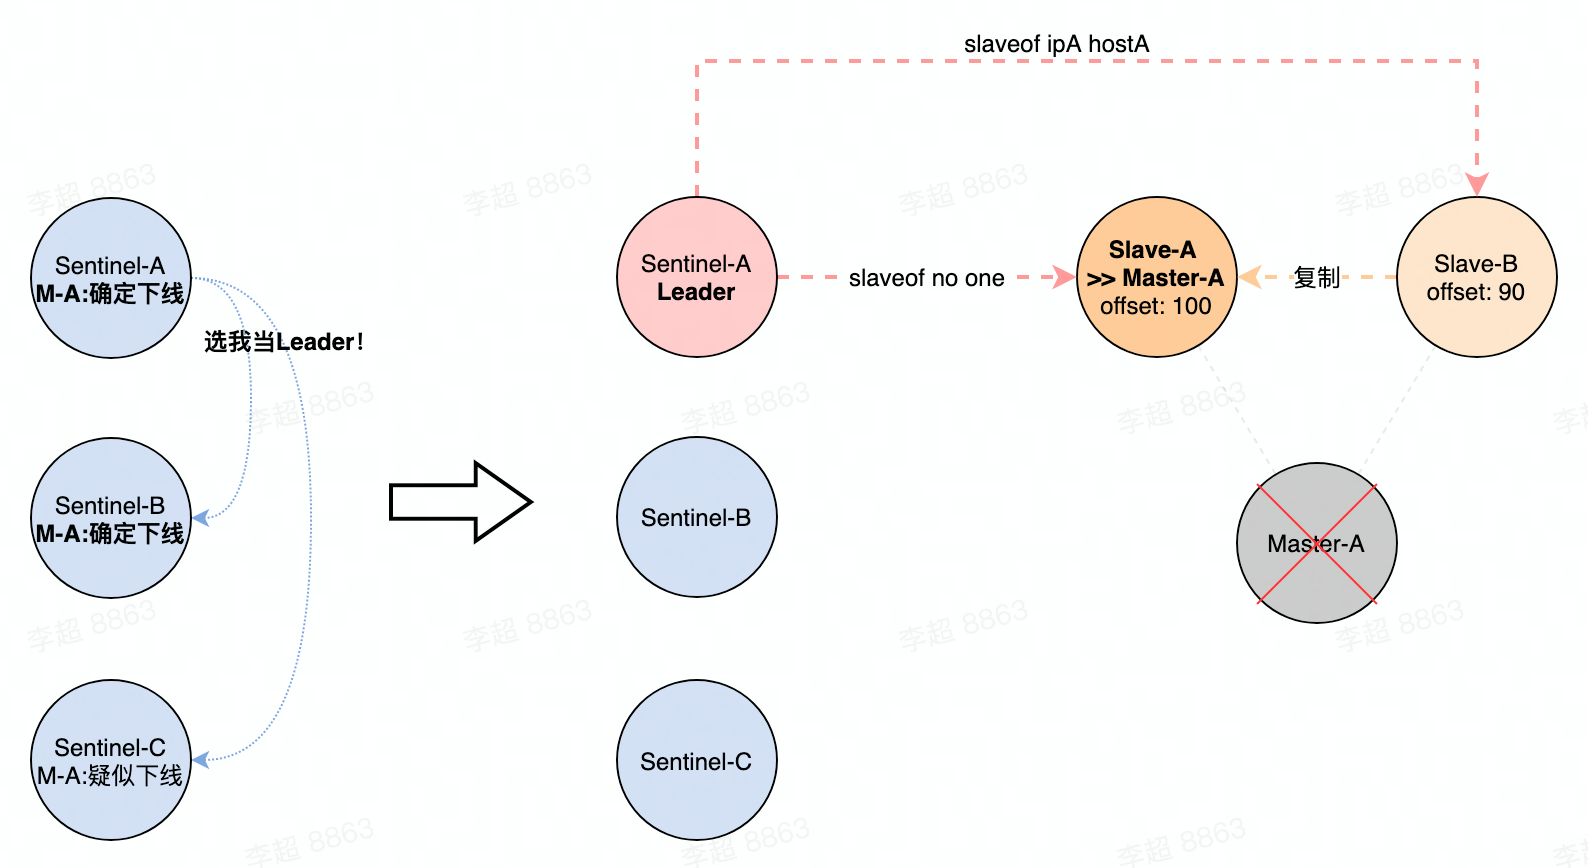 slaveof ipA hostA
Sentinel-A
M-A:确定下线
选我当Leader！
Sentinel-B
M-A:确定下线
Sentinel-C
M-A:疑似下线
Sentinel-A
Leader
slaveof no one
Slave-A
>> Master-A
offset: 100
复制
Slave-B
offset: 90
Sentinel-B
Master-A
Sentinel-C
李超 8863
李超 8863
李超 8863
李超 8863
李超 8863
李超 8863
李超 8863
李超
李超 8863
李超 8863
李超 8863
李超 8863
李超 8863
李超 8863
李超 8863